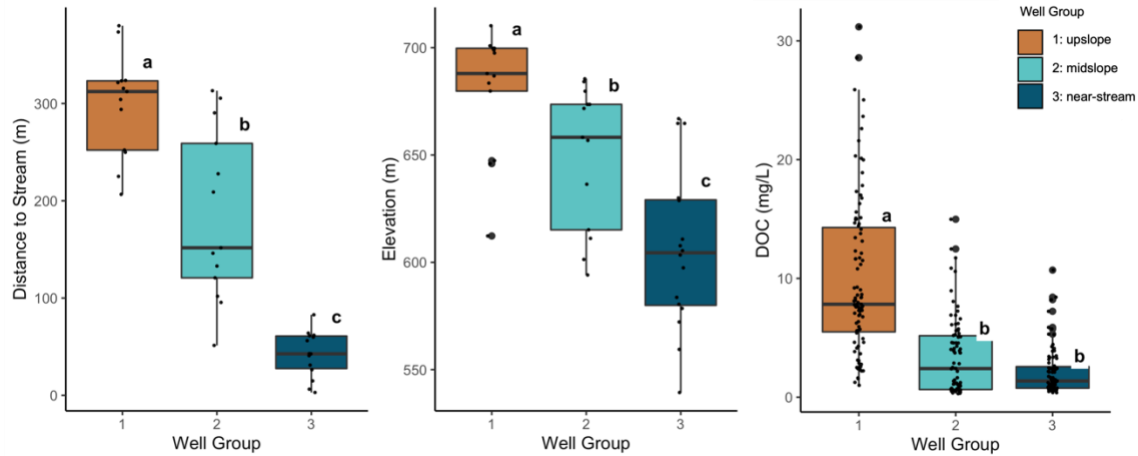 Distance to Stream (m)
300
200
100
0
a
b
c
1 2 3
Well Group
Elevation (m)
700
650
600
550
a
b
c
1 2 3
Well Group
DOC (mg/L)
30
20
10
0
a
b
b
1 2 3
Well Group
Well Group
1: upslope
2: midslope
3: near-stream